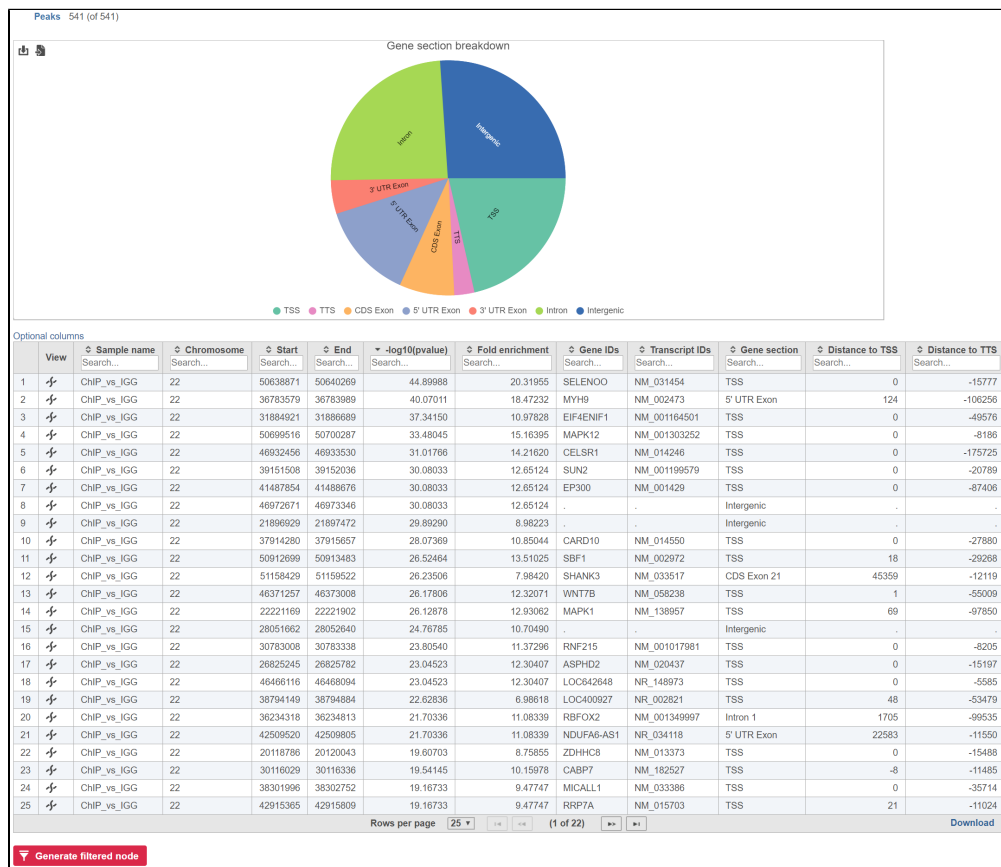 Peaks 541 (of 541)
Gene section breakdown
Intron
Intergenic
3' UTR Exon
5' UTR Exon
CDS Exon
TTS
TSS
TSS TTS CDS Exon 5' UTR Exon 3' UTR Exon Intron Intergenic
Optional columns
View Sample name Chromosome Start End -log10(pvalue) Fold enrichment Gene IDs Transcript IDs Gene section Distance to TSS Distance to TTS
Search... Search... Search... Search... Search... Search... Search... Search... Search... Search... Search...
1 ChIP_vs_IGG 22 50638871 50640269 44.89988 20.31955 SELENOO NM_031454 TSS 0 -15777
2 ChIP_vs_IGG 22 36783579 36783989 40.07011 18.47232 MYH9 NM_002473 5' UTR Exon 124 -106256
3 ChIP_vs_IGG 22 31884921 31886689 37.34150 10.97828 EIF4ENIF1 NM_001164501 TSS 0 -49576
4 ChIP_vs_IGG 22 50699516 50700287 33.48045 15.16395 MAPK12 NM_001303252 TSS 0 -8186
5 ChIP_vs_IGG 22 46932456 46933530 31.01766 14.21620 CELSR1 NM_014246 TSS 0 -175725
6 ChIP_vs_IGG 22 39151508 39152036 30.08033 12.65124 SUN2 NM_001199579 TSS 0 -20789
7 ChIP_vs_IGG 22 41487854 41488676 30.08033 12.65124 EP300 NM_001429 TSS 0 -87406
8 ChIP_vs_IGG 22 46972671 46973346 30.08033 12.65124 . . Intergenic . .
9 ChIP_vs_IGG 22 21896929 21897472 29.89290 8.98223 . . Intergenic . .
10 ChIP_vs_IGG 22 37914280 37915657 28.07369 10.85044 CARD10 NM_014550 TSS 0 -27880
11 ChIP_vs_IGG 22 50912699 50913483 26.52464 13.51025 SBF1 NM_002972 TSS 18 -29268
12 ChIP_vs_IGG 22 51158429 51159522 26.23506 7.98420 SHANK3 NM_033517 CDS Exon 21 45359 -12119
13 ChIP_vs_IGG 22 46371257 46373008 26.17806 12.32071 WNT7B NM_058238 TSS 1 -55009
14 ChIP_vs_IGG 22 22221169 22221902 26.12878 12.93062 MAPK1 NM_138957 TSS 69 -97850
15 ChIP_vs_IGG 22 28051662 28052640 24.76785 10.70490 . . Intergenic . .
16 ChIP_vs_IGG 22 30783008 30783338 23.80540 11.37296 RNF215 NM_001017981 TSS 0 -8205
17 ChIP_vs_IGG 22 26825245 26825782 23.04523 12.30407 ASPHD2 NM_020437 TSS 0 -15197
18 ChIP_vs_IGG 22 46466116 46468094 23.04523 12.30407 LOC642648 NR_148973 TSS 0 -5585
19 ChIP_vs_IGG 22 38794149 38794884 22.62836 6.98618 LOC400927 NR_002821 TSS 48 -53479
20 ChIP_vs_IGG 22 36234318 36234813 21.70336 11.08339 RBFOX2 NM_001349997 Intron 1 1705 -99535
21 ChIP_vs_IGG 22 42509520 42509805 21.70336 11.08339 NDUFA6-AS1 NR_034118 5' UTR Exon 22583 -11550
22 ChIP_vs_IGG 22 20118786 20120043 19.60703 8.75855 ZDHHC8 NM_013373 TSS 0 -15488
23 ChIP_vs_IGG 22 30116029 30116336 19.54145 10.15978 CABP7 NM_182527 TSS -8 -11485
24 ChIP_vs_IGG 22 38301996 38302752 19.16733 9.47747 MICALL1 NM_033386 TSS 0 -35714
25 ChIP_vs_IGG 22 42915365 42915809 19.16733 9.47747 RRP7A NM_015703 TSS 21 -11024
Rows per page 25 (1 of 22) Download
Generate filtered node